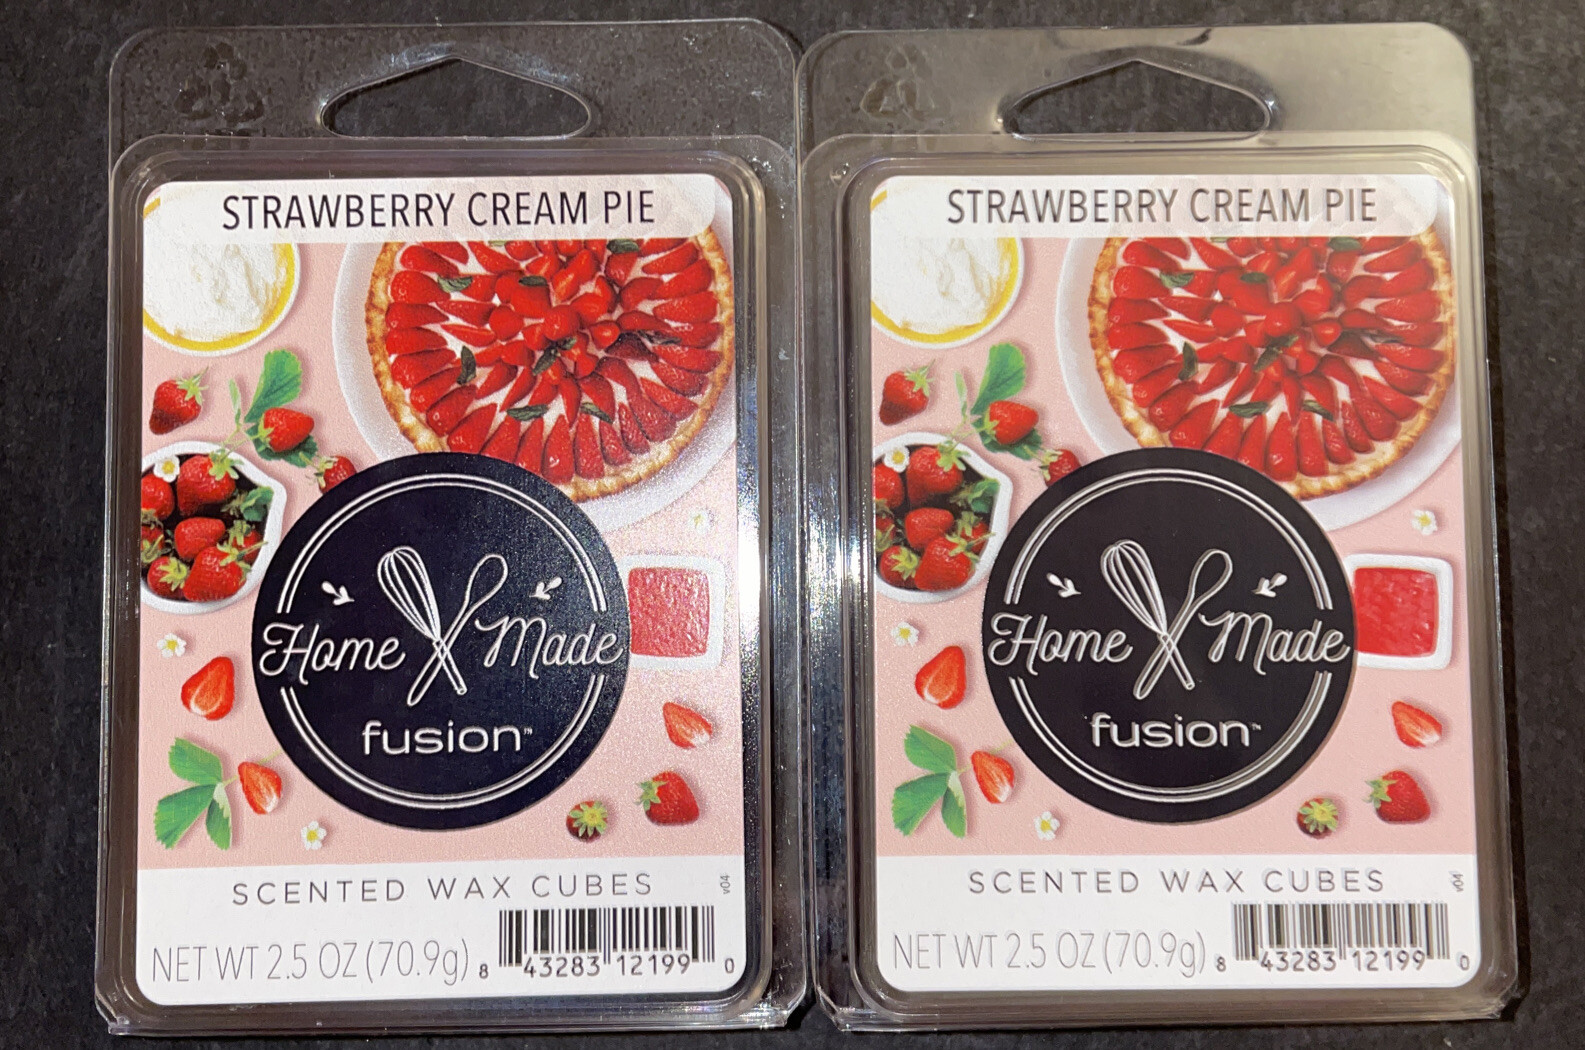 STRAWBERRY CREAM PIE
Home Made
fusion™
SCENTED WAX CUBES
v04
NET WT 2.5 OZ (70.9g)
8 43283 12199 0
STRAWBERRY CREAM PIE
Home Made
fusion™
SCENTED WAX CUBES
v04
NET WT 2.5 OZ (70.9g)
8 43283 12199 0